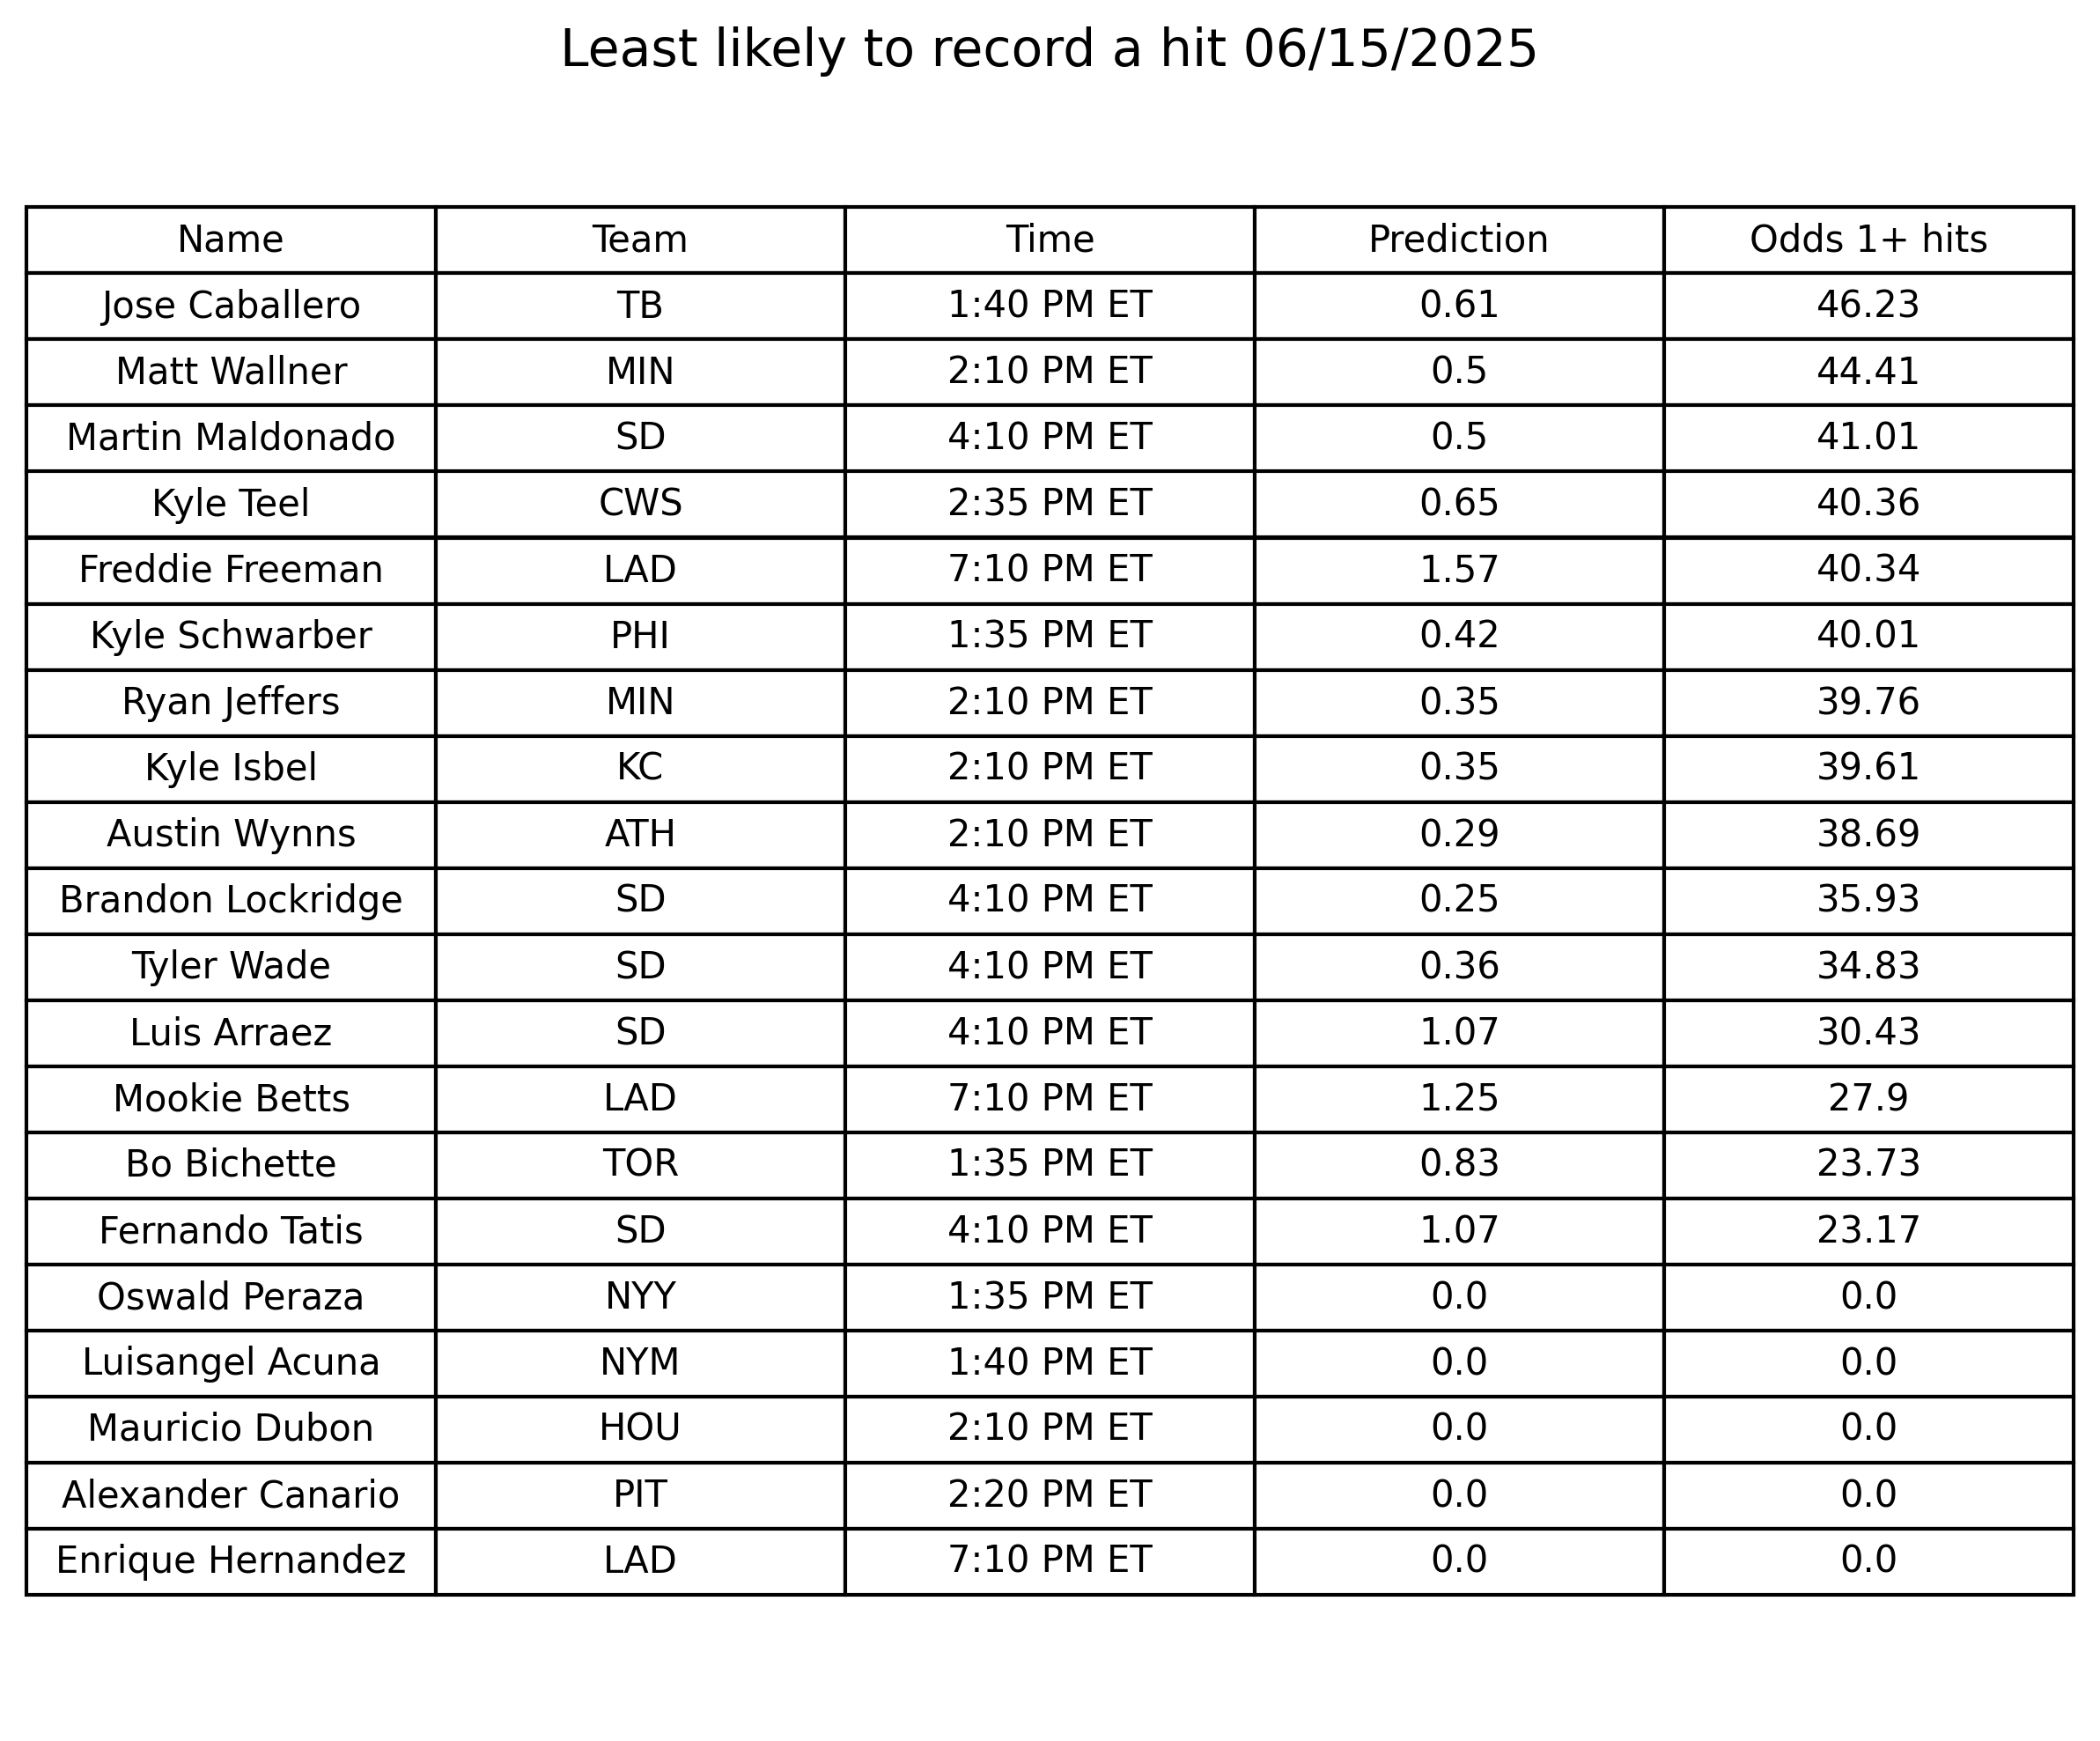 Least likely to record a hit 06/15/2025
Name Team Time Prediction Odds 1+ hits
Jose Caballero TB 1:40 PM ET 0.61 46.23
Matt Wallner MIN 2:10 PM ET 0.5 44.41
Martin Maldonado SD 4:10 PM ET 0.5 41.01
Kyle Teel CWS 2:35 PM ET 0.65 40.36
Freddie Freeman LAD 7:10 PM ET 1.57 40.34
Kyle Schwarber PHI 1:35 PM ET 0.42 40.01
Ryan Jeffers MIN 2:10 PM ET 0.35 39.76
Kyle Isbel KC 2:10 PM ET 0.35 39.61
Austin Wynns ATH 2:10 PM ET 0.29 38.69
Brandon Lockridge SD 4:10 PM ET 0.25 35.93
Tyler Wade SD 4:10 PM ET 0.36 34.83
Luis Arraez SD 4:10 PM ET 1.07 30.43
Mookie Betts LAD 7:10 PM ET 1.25 27.9
Bo Bichette TOR 1:35 PM ET 0.83 23.73
Fernando Tatis SD 4:10 PM ET 1.07 23.17
Oswald Peraza NYY 1:35 PM ET 0.0 0.0
Luisangel Acuna NYM 1:40 PM ET 0.0 0.0
Mauricio Dubon HOU 2:10 PM ET 0.0 0.0
Alexander Canario PIT 2:20 PM ET 0.0 0.0
Enrique Hernandez LAD 7:10 PM ET 0.0 0.0